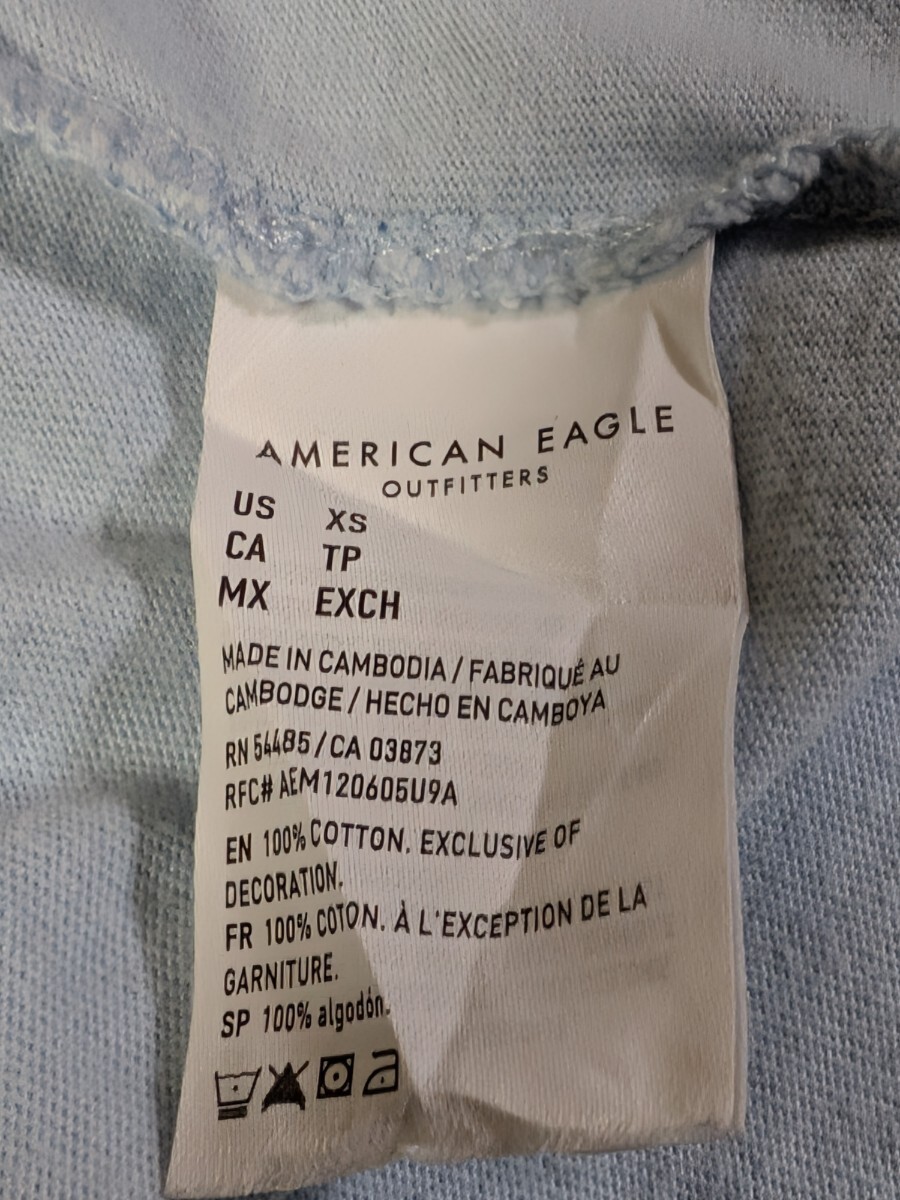 AMERICAN EAGLE
OUTFITTERS
US XS
CA TP
MX EXCH
MADE IN CAMBODIA / FABRIQUÉ AU
CAMBODGE / HECHO EN CAMBOYA
RN 54485 / CA 03873
RFC# AEM120605U9A
EN 100% COTTON. EXCLUSIVE OF
DECORATION.
FR 100% COTON. À L'EXCEPTION DE LA
GARNITURE.
SP 100% algodón.